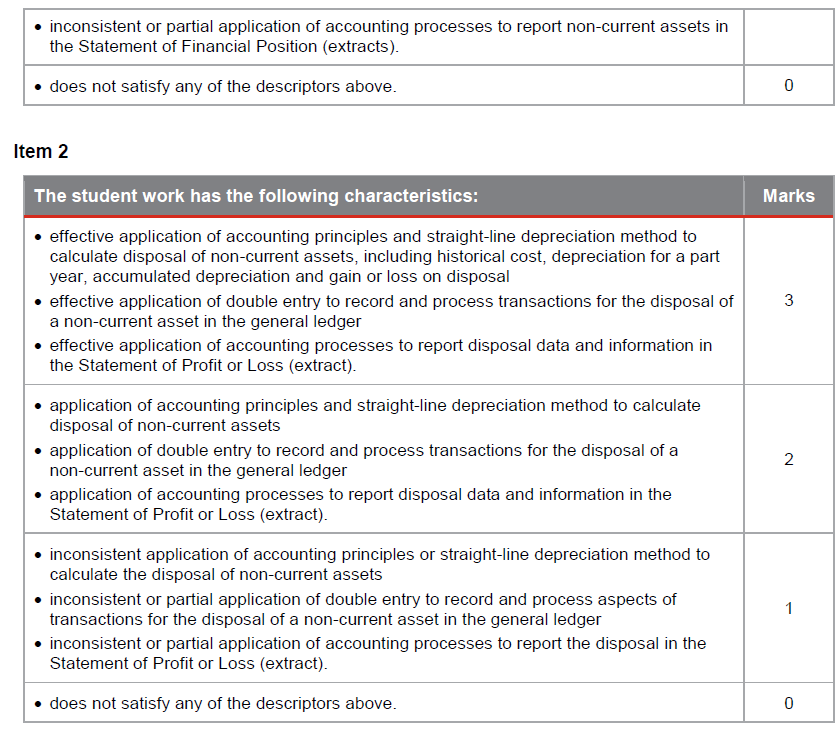 • inconsistent or partial application of accounting processes to report non-current assets in
the Statement of Financial Position (extracts).
• does not satisfy any of the descriptors above. 0
Item 2
The student work has the following characteristics: Marks
• effective application of accounting principles and straight-line depreciation method to
calculate disposal of non-current assets, including historical cost, depreciation for a part
year, accumulated depreciation and gain or loss on disposal
• effective application of double entry to record and process transactions for the disposal of
a non-current asset in the general ledger
• effective application of accounting processes to report disposal data and information in
the Statement of Profit or Loss (extract).
3
• application of accounting principles and straight-line depreciation method to calculate
disposal of non-current assets
• application of double entry to record and process transactions for the disposal of a
non-current asset in the general ledger
• application of accounting processes to report disposal data and information in the
Statement of Profit or Loss (extract).
2
• inconsistent application of accounting principles or straight-line depreciation method to
calculate the disposal of non-current assets
• inconsistent or partial application of double entry to record and process aspects of
transactions for the disposal of a non-current asset in the general ledger
• inconsistent or partial application of accounting processes to report the disposal in the
Statement of Profit or Loss (extract).
1
• does not satisfy any of the descriptors above. 0